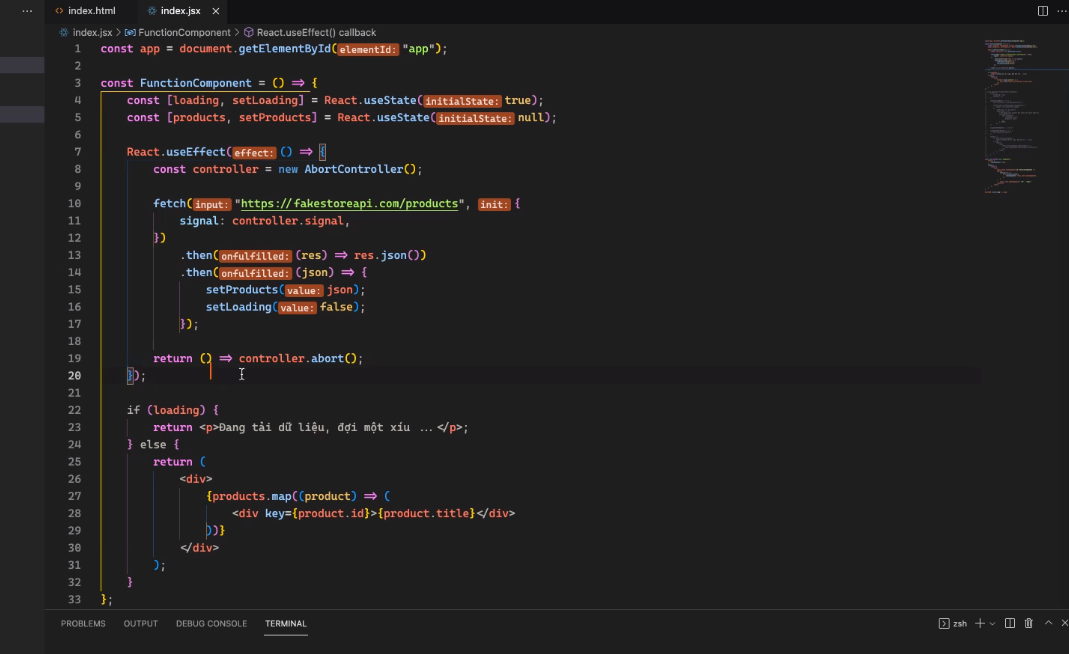 index.html index.jsx
index.jsx > FunctionComponent > React.useEffect() callback
1 const app = document.getElementById(elementId: "app");
2
3 const FunctionComponent = () => {
4 const [loading, setLoading] = React.useState(initialState: true);
5 const [products, setProducts] = React.useState(initialState: null);
6
7 React.useEffect(effect: () => {
8 const controller = new AbortController();
9
10 fetch(input: "https://fakestoreapi.com/products", init: {
11 signal: controller.signal,
12 })
13 .then(onfulfilled: (res) => res.json())
14 .then(onfulfilled: (json) => {
15 setProducts(value: json);
16 setLoading(value: false);
17 });
18
19 return () => controller.abort();
20 });
21
22 if (loading) {
23 return <p>Đang tải dữ liệu, đợi một xíu ...</p>;
24 } else {
25 return (
26 <div>
27 {products.map((product) => (
28 <div key={product.id}>{product.title}</div>
29 ))}
30 </div>
31 );
32 }
33 };
PROBLEMS OUTPUT DEBUG CONSOLE TERMINAL zsh